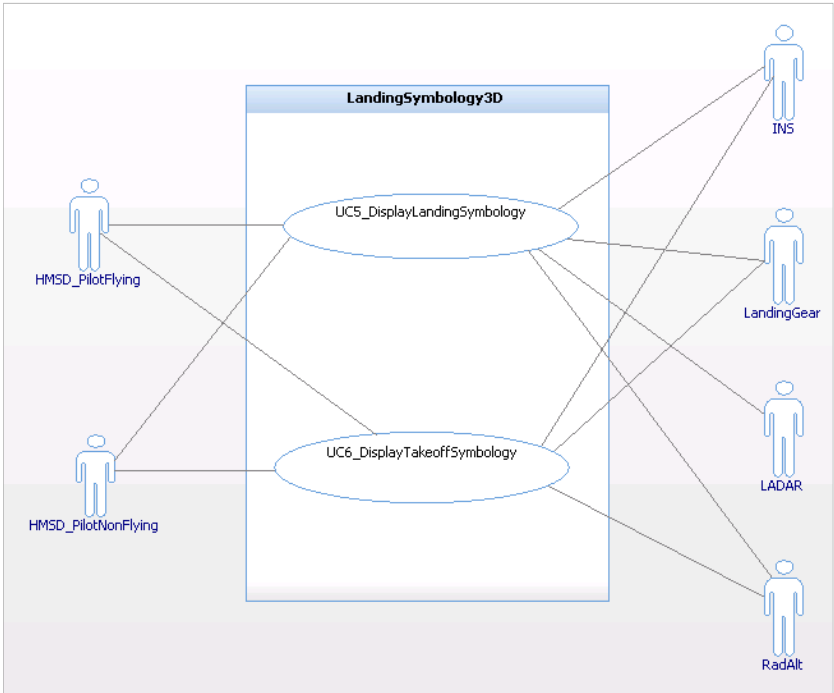 LandingSymbology3D
INS
UC5_DisplayLandingSymbology
HMSD_PilotFlying
LandingGear
UC6_DisplayTakeoffSymbology
LADAR
HMSD_PilotNonFlying
RadAlt